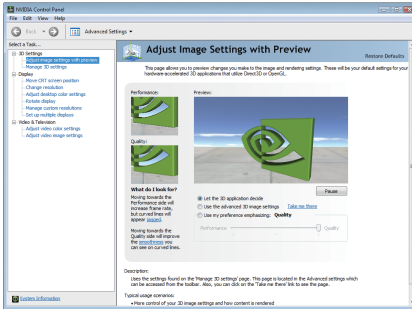 NVIDIA Control Panel
File Edit View Help
Back
Advanced Settings
Select a Task...
3D Settings
Adjust image settings with preview
Manage 3D settings
Display
Move CRT screen position
Change resolution
Adjust desktop color settings
Rotate display
Manage custom resolutions
Set up multiple displays
Video & Television
Adjust video color settings
Adjust video image settings
System Information
Adjust Image Settings with Preview
Restore Defaults
This page allows you to preview changes you make to the image and rendering settings. These will be your default settings for your
hardware accelerated 3D applications that utilize Direct3D or OpenGL.
Performance:
Preview:
Quality:
What do I look for?
Moving towards the
Performance side will
increase frame rate,
but curved lines will
appear jagged.
Moving towards the
Quality side will improve
the smoothness you
can see on curved lines.
Pause
Let the 3D application decide
Use the advanced 3D image settings Take me there
Use my preference emphasizing: Quality
Performance Quality
Description:
Uses the settings found on the 'Manage 3D settings' page. This page is located in the Advanced settings which
can be accessed from the toolbar. Also, you can click on the 'Take me there' link to see the page.
Typical usage scenarios:
• More control of your 3D image settings and how content is rendered